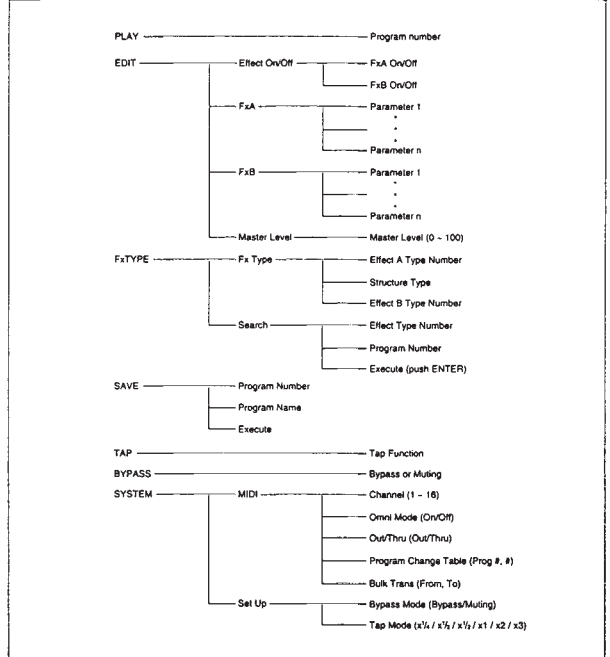 PLAY Program number
EDIT Effect On/Off FxA On/Off
FxB On/Off
FxA Parameter 1
*
*
*
Parameter n
FxB Parameter 1
*
*
*
Parameter n
Master Level Master Level (0 ~ 100)
FxTYPE Fx Type Effect A Type Number
Structure Type
Effect B Type Number
Search Effect Type Number
Program Number
Execute (push ENTER)
SAVE Program Number
Program Name
Execute
TAP Tap Function
BYPASS Bypass or Muting
SYSTEM MIDI Channel (1 ~ 16)
Omni Mode (On/Off)
Out/Thru (Out/Thru)
Program Change Table (Prog #, #)
Bulk Trans (From, To)
Set Up Bypass Mode (Bypass/Muting)
Tap Mode (x¼ / / x½ / x1 / x2 / x3)